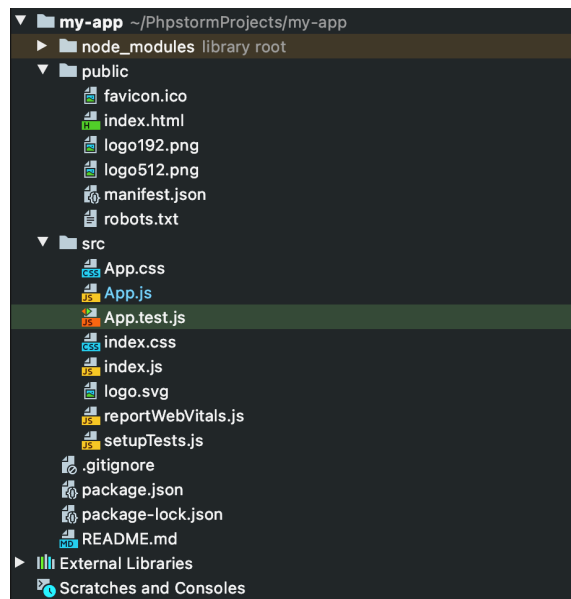 my-app ~/PhpstormProjects/my-app
node_modules library root
public
favicon.ico
index.html
logo192.png
logo512.png
manifest.json
robots.txt
src
App.css
App.js
App.test.js
index.css
index.js
logo.svg
reportWebVitals.js
setupTests.js
.gitignore
package.json
package-lock.json
README.md
External Libraries
Scratches and Consoles